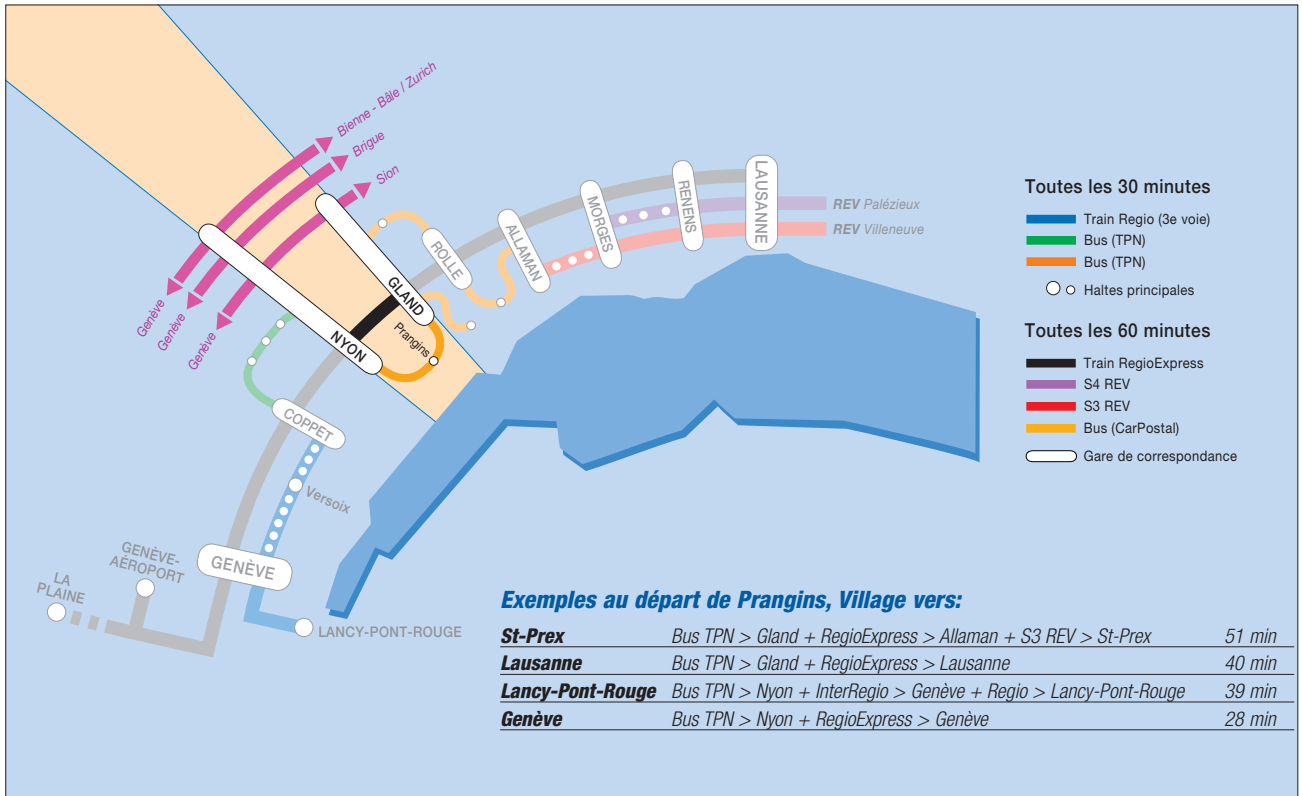 Bienne - Bâle / Zurich
Brigue
Sion
Genève
Genève
Genève
NYON
GLAND
Prangins
ROLLE
ALLAMAN
MORGES
RENENS
LAUSANNE
REV Palézieux
REV Villeneuve
COPPET
Versoix
GENÈVE
GENÈVE-
AÉROPORT
LA
PLAINE
LANCY-PONT-ROUGE
Toutes les 30 minutes
Train Regio (3e voie)
Bus (TPN)
Bus (TPN)
Haltes principales
Toutes les 60 minutes
Train RegioExpress
S4 REV
S3 REV
Bus (CarPostal)
Gare de correspondance
Exemples au départ de Prangins, Village vers:
St-Prex Bus TPN > Gland + RegioExpress > Allaman + S3 REV > St-Prex 51 min
Lausanne Bus TPN > Gland + RegioExpress > Lausanne 40 min
Lancy-Pont-Rouge Bus TPN > Nyon + InterRegio > Genève + Regio > Lancy-Pont-Rouge 39 min
Genève Bus TPN > Nyon + RegioExpress > Genève 28 min